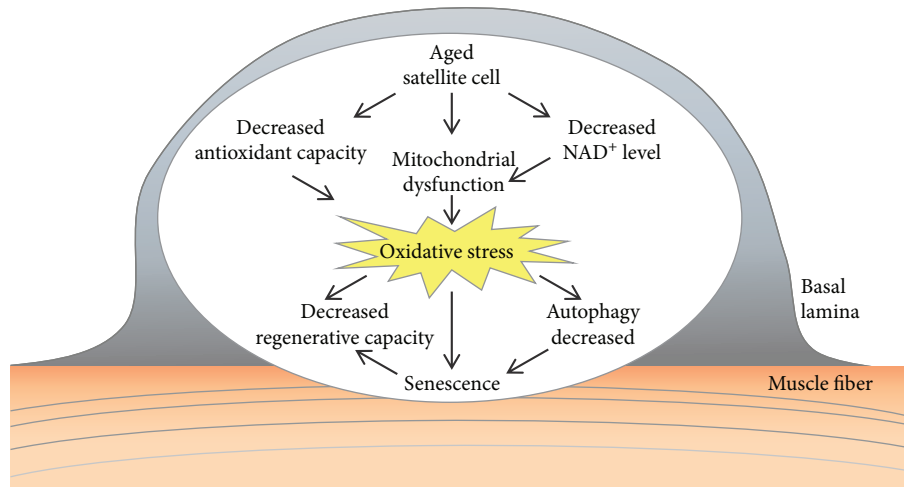 Aged
satellite cell
Decreased
antioxidant capacity
Mitochondrial
dysfunction
Decreased
NAD⁺ level
Oxidative stress
Decreased
regenerative capacity
Autophagy
decreased
Senescence
Basal
lamina
Muscle fiber